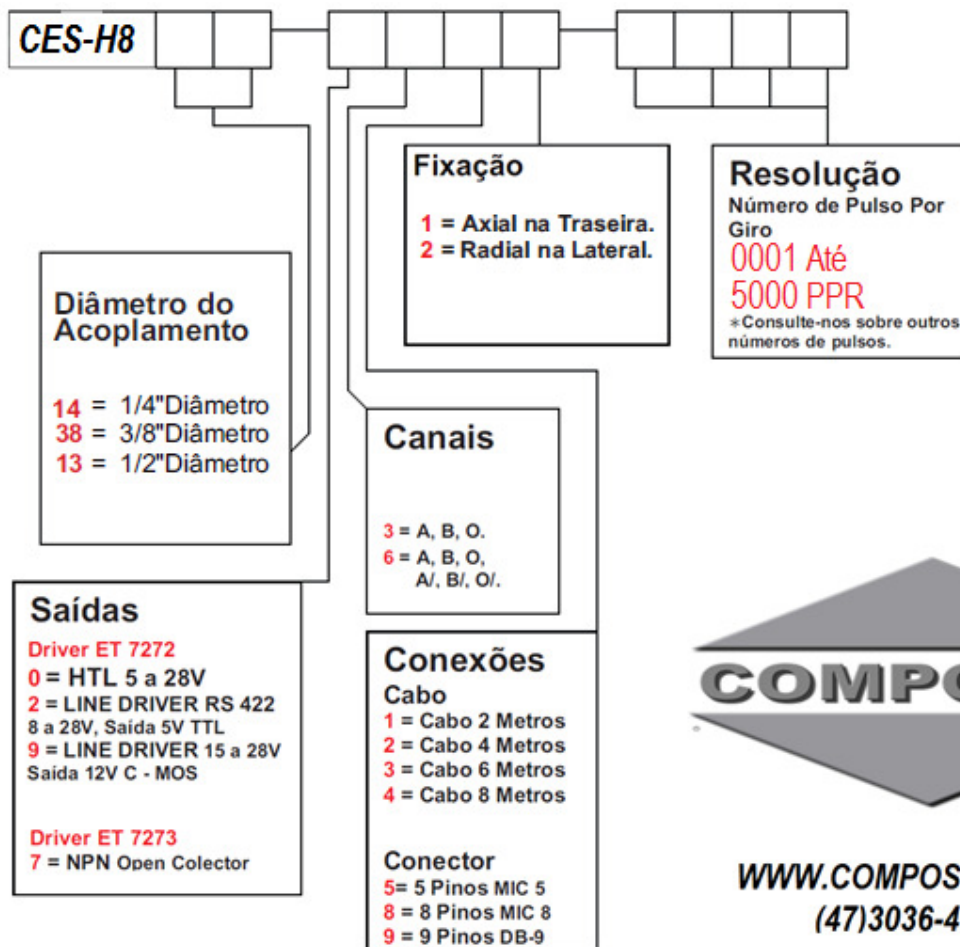 CES-H8
Fixação
1 = Axial na Traseira.
2 = Radial na Lateral.
Resolução
Número de Pulso Por
Giro
0001 Até
5000 PPR
*Consulte-nos sobre outros
números de pulsos.
Diâmetro do
Acoplamento
14 = 1/4"Diâmetro
38 = 3/8"Diâmetro
13 = 1/2"Diâmetro
Canais
3 = A, B, O.
6 = A, B, O,
A/, B/, O/.
Saídas
Driver ET 7272
0 = HTL 5 a 28V
2 = LINE DRIVER RS 422
8 a 28V, Saída 5V TTL
9 = LINE DRIVER 15 a 28V
Saída 12V C - MOS
Driver ET 7273
7 = NPN Open Colector
Conexões
Cabo
1 = Cabo 2 Metros
2 = Cabo 4 Metros
3 = Cabo 6 Metros
4 = Cabo 8 Metros
Conector
5= 5 Pinos MIC 5
8 = 8 Pinos MIC 8
9 = 9 Pinos DB-9
WWW.COMPOS
(47)3036-4